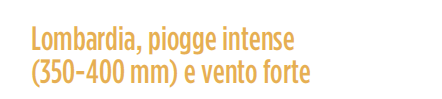 Lombardia, piogge intense
(350-400 mm) e vento forte